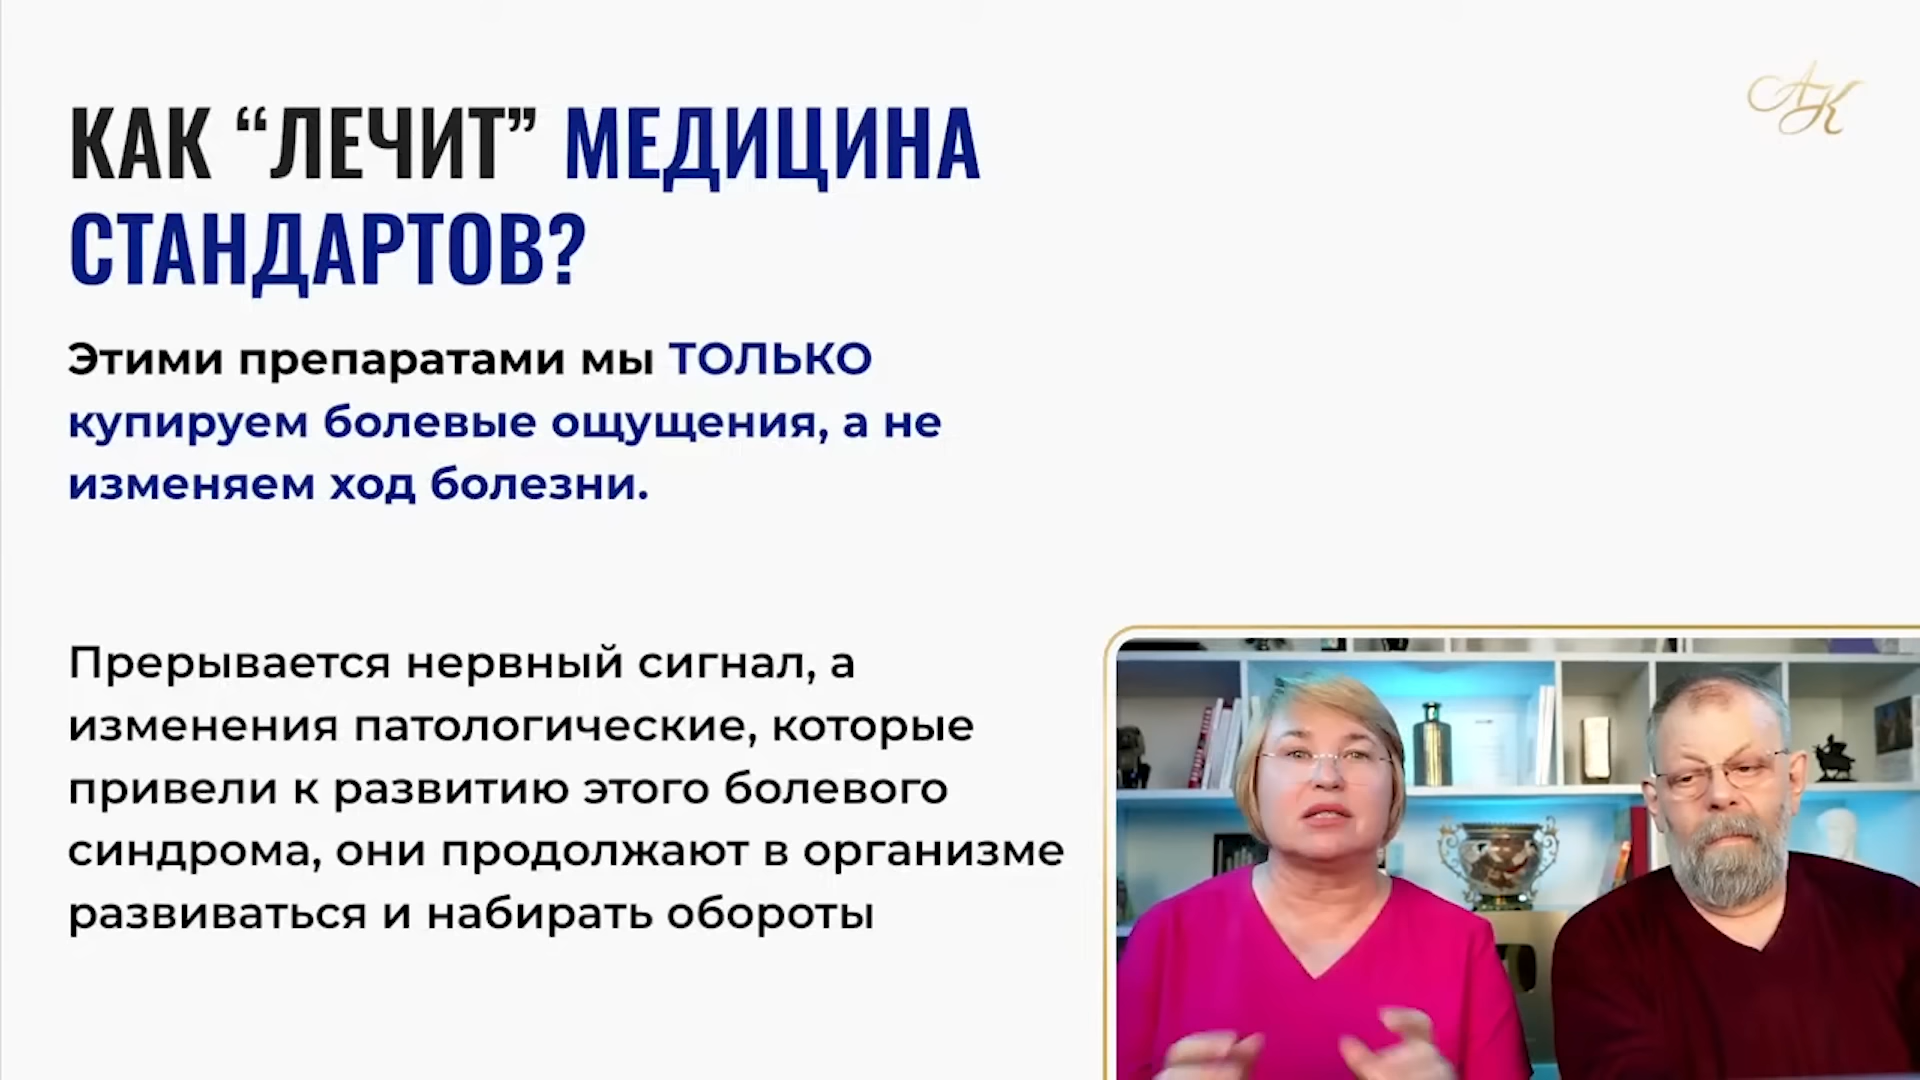 АК
КАК “ЛЕЧИТ” МЕДИЦИНА
СТАНДАРТОВ?
Этими препаратами мы ТОЛЬКО
купируем болевые ощущения, а не
изменяем ход болезни.
Прерывается нервный сигнал, а
изменения патологические, которые
привели к развитию этого болевого
синдрома, они продолжают в организме
развиваться и набирать обороты